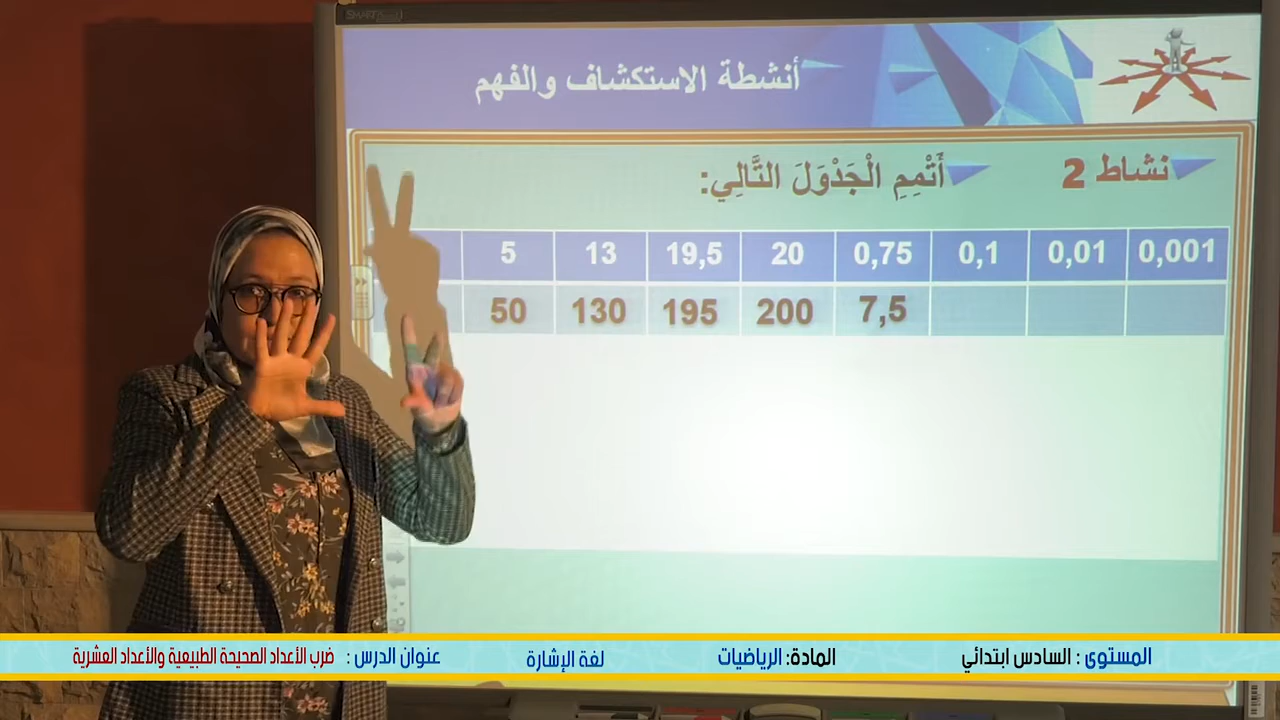 SMART
أنشطة الاستكشاف والفهم
نشاط 2
أَتْمِمِ الْجَدْوَلَ التَّالِي:
5 13 19,5 20 0,75 0,1 0,01 0,001
50 130 195 200 7,5
المستوى : السادس ابتدائي
المادة: الرياضيات
لغة الإشارة
عنوان الدرس : ضرب الأعداد الصحيحة الطبيعية والأعداد العشرية